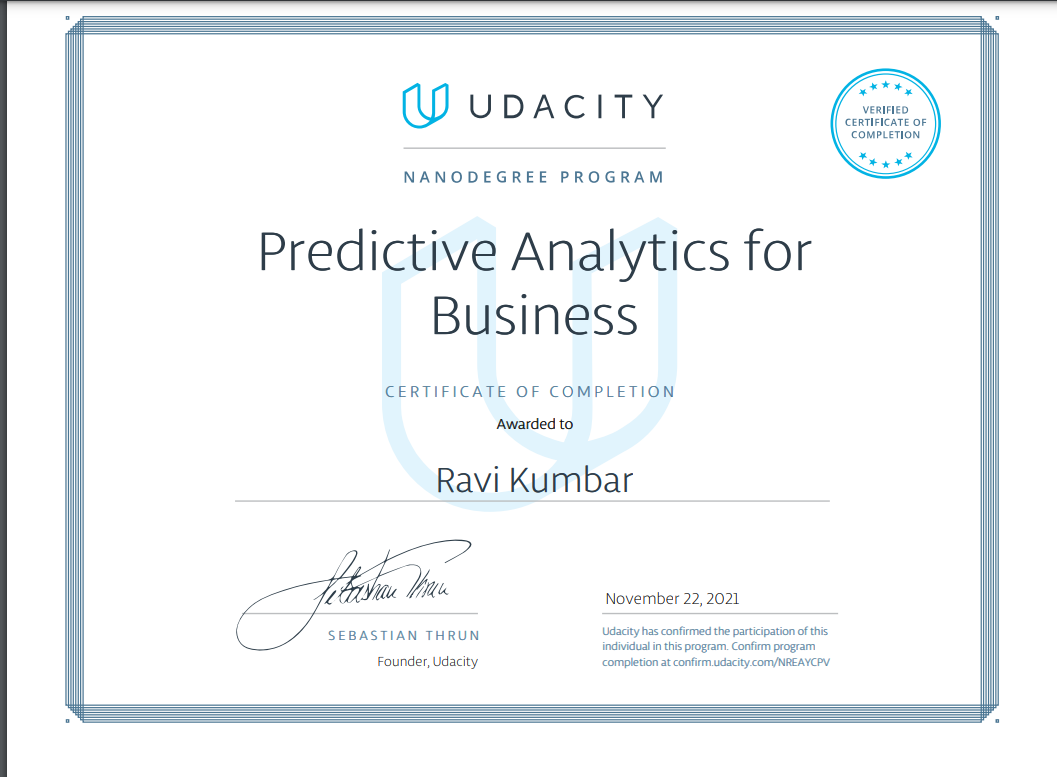 UDACITY
VERIFIED
CERTIFICATE OF
COMPLETION
NANODEGREE PROGRAM
Predictive Analytics for
Business
CERTIFICATE OF COMPLETION
Awarded to
Ravi Kumbar
Sebastian Thrun
SEBASTIAN THRUN
Founder, Udacity
November 22, 2021
Udacity has confirmed the participation of this
individual in this program. Confirm program
completion at confirm.udacity.com/NREAYCPV